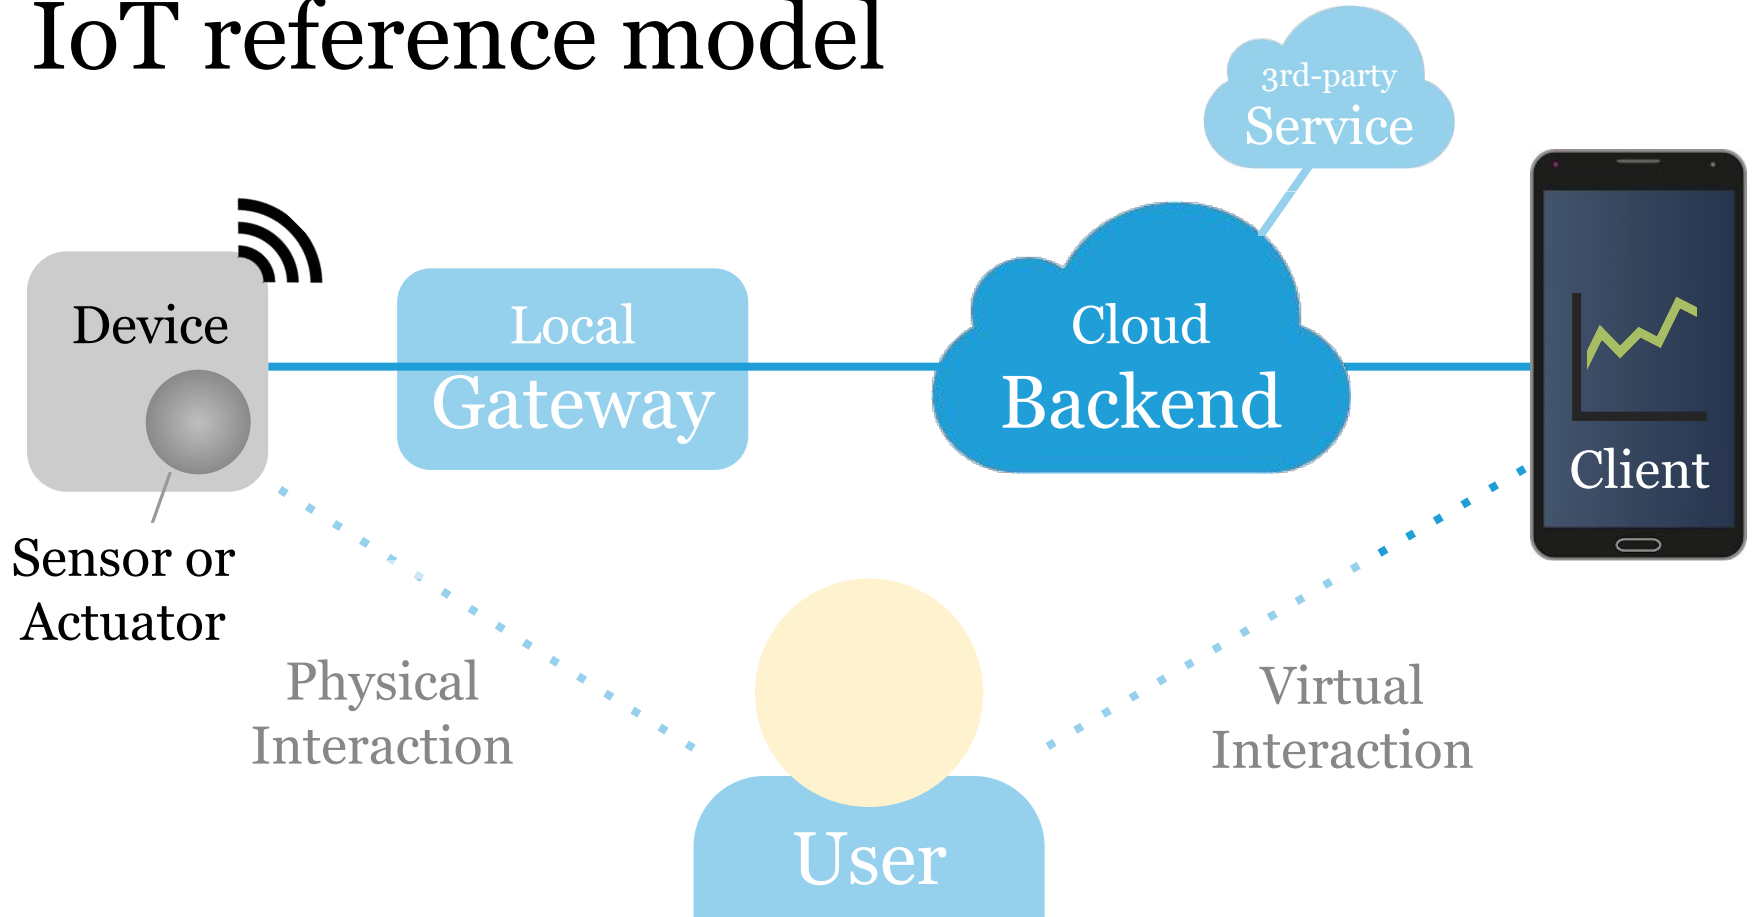 IoT reference model
3rd-party
Service
Device
Local
Gateway
Cloud
Backend
Client
Sensor or
Actuator
Physical
Interaction
Virtual
Interaction
User